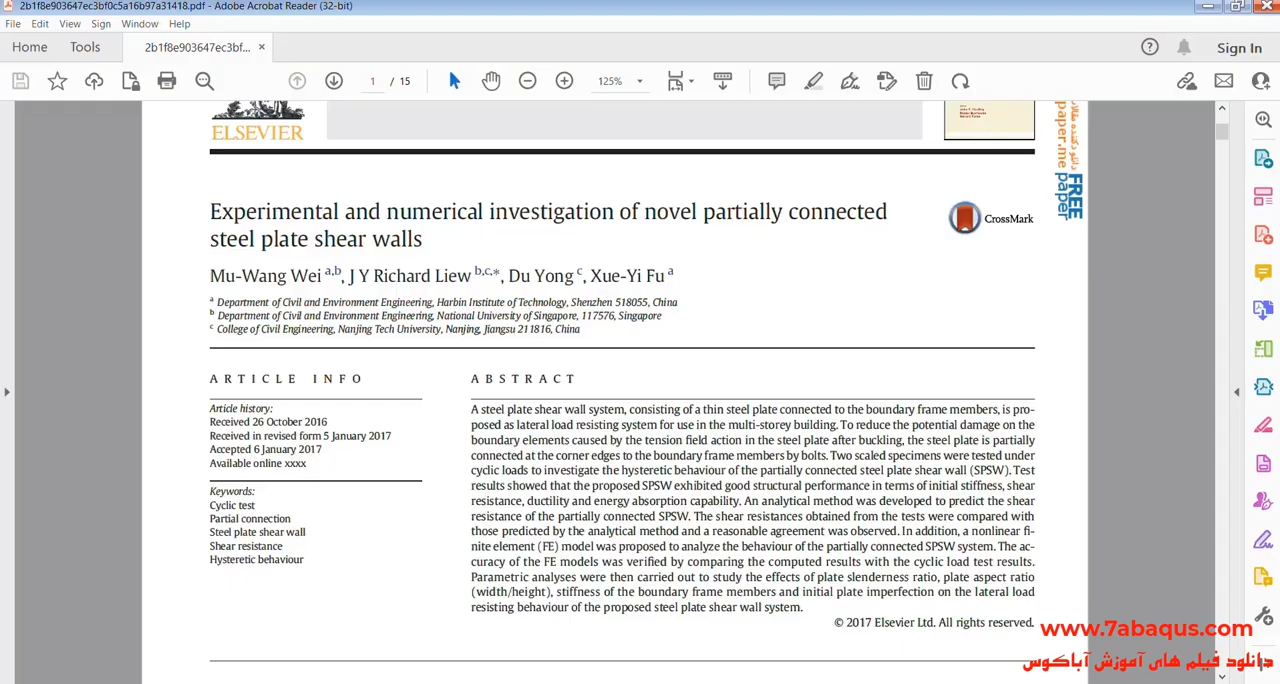 2b1f8e903647ec3bf0c5a16b97a31418.pdf - Adobe Acrobat Reader (32-bit)
File Edit View Sign Window Help
Home Tools 2b1f8e903647ec3bf... × Sign In
1 / 15 125%
ELSEVIER
دانلود کننده مقالات
paper.me
FREE
paper
Experimental and numerical investigation of novel partially connected
steel plate shear walls
CrossMark
Mu-Wang Wei a,b, J Y Richard Liew b,c,*, Du Yong c, Xue-Yi Fu a
a Department of Civil and Environment Engineering, Harbin Institute of Technology, Shenzhen 518055, China
b Department of Civil and Environment Engineering, National University of Singapore, 117576, Singapore
c College of Civil Engineering, Nanjing Tech University, Nanjing, Jiangsu 211816, China
ARTICLE INFO
Article history:
Received 26 October 2016
Received in revised form 5 January 2017
Accepted 6 January 2017
Available online xxxx
Keywords:
Cyclic test
Partial connection
Steel plate shear wall
Shear resistance
Hysteretic behaviour
ABSTRACT
A steel plate shear wall system, consisting of a thin steel plate connected to the boundary frame members, is pro-
posed as lateral load resisting system for use in the multi-storey building. To reduce the potential damage on the
boundary elements caused by the tension field action in the steel plate after buckling, the steel plate is partially
connected at the corner edges to the boundary frame members by bolts. Two scaled specimens were tested under
cyclic loads to investigate the hysteretic behaviour of the partially connected steel plate shear wall (SPSW). Test
results showed that the proposed SPSW exhibited good structural performance in terms of initial stiffness, shear
resistance, ductility and energy absorption capability. An analytical method was developed to predict the shear
resistance of the partially connected SPSW. The shear resistances obtained from the tests were compared with
those predicted by the analytical method and a reasonable agreement was observed. In addition, a nonlinear fi-
nite element (FE) model was proposed to analyze the behaviour of the partially connected SPSW system. The ac-
curacy of the FE models was verified by comparing the computed results with the cyclic load test results.
Parametric analyses were then carried out to study the effects of plate slenderness ratio, plate aspect ratio
(width/height), stiffness of the boundary frame members and initial plate imperfection on the lateral load
resisting behaviour of the proposed steel plate shear wall system.
© 2017 Elsevier Ltd. All rights reserved.
www.7abaqus.com
دانلود فیلم های آموزش آباکوس